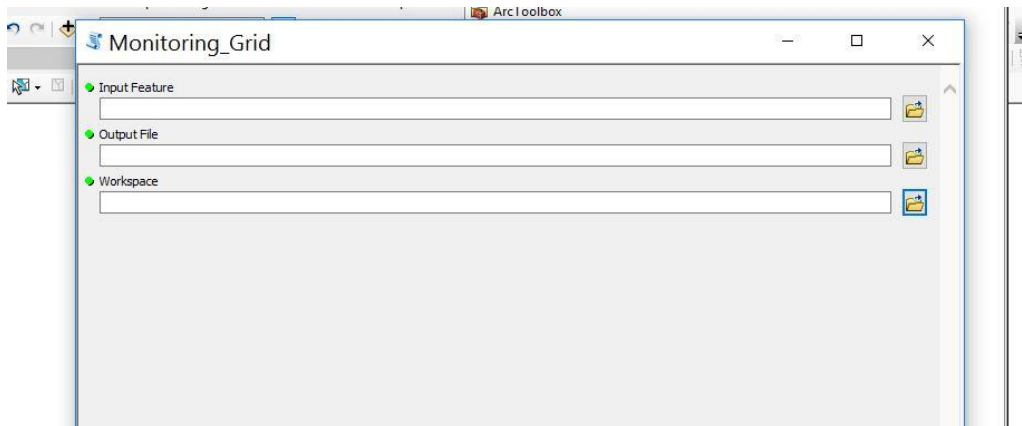 ArcToolbox
Monitoring_Grid
Input Feature
Output File
Workspace